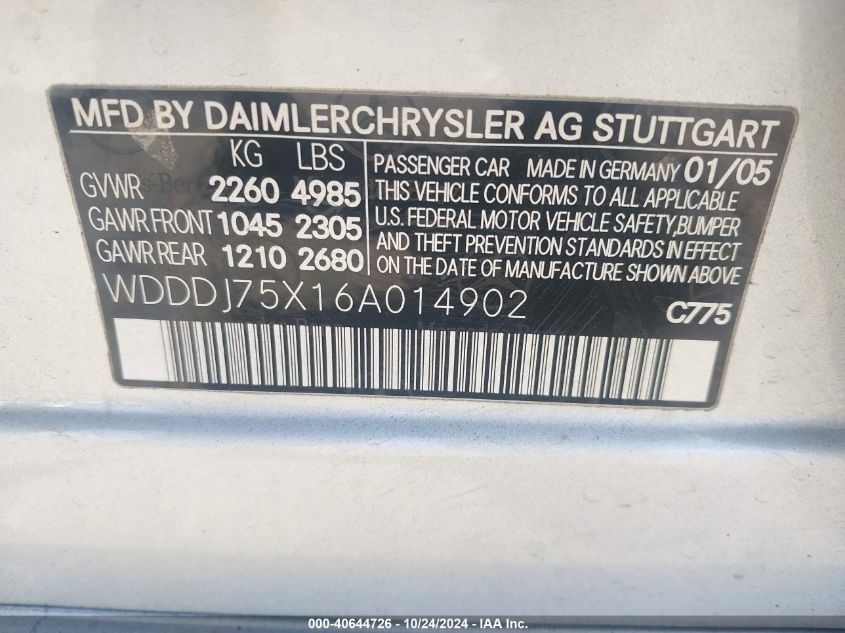 MFD BY DAIMLERCHRYSLER AG STUTTGART
KG LBS
GVWR 2260 4985
GAWR FRONT 1045 2305
GAWR REAR 1210 2680
PASSENGER CAR MADE IN GERMANY 01/05
THIS VEHICLE CONFORMS TO ALL APPLICABLE
U.S. FEDERAL MOTOR VEHICLE SAFETY, BUMPER
AND THEFT PREVENTION STANDARDS IN EFFECT
ON THE DATE OF MANUFACTURE SHOWN ABOVE
WDDDJ75X16A014902
C775
000-40644726 - 10/24/2024 - IAA Inc.